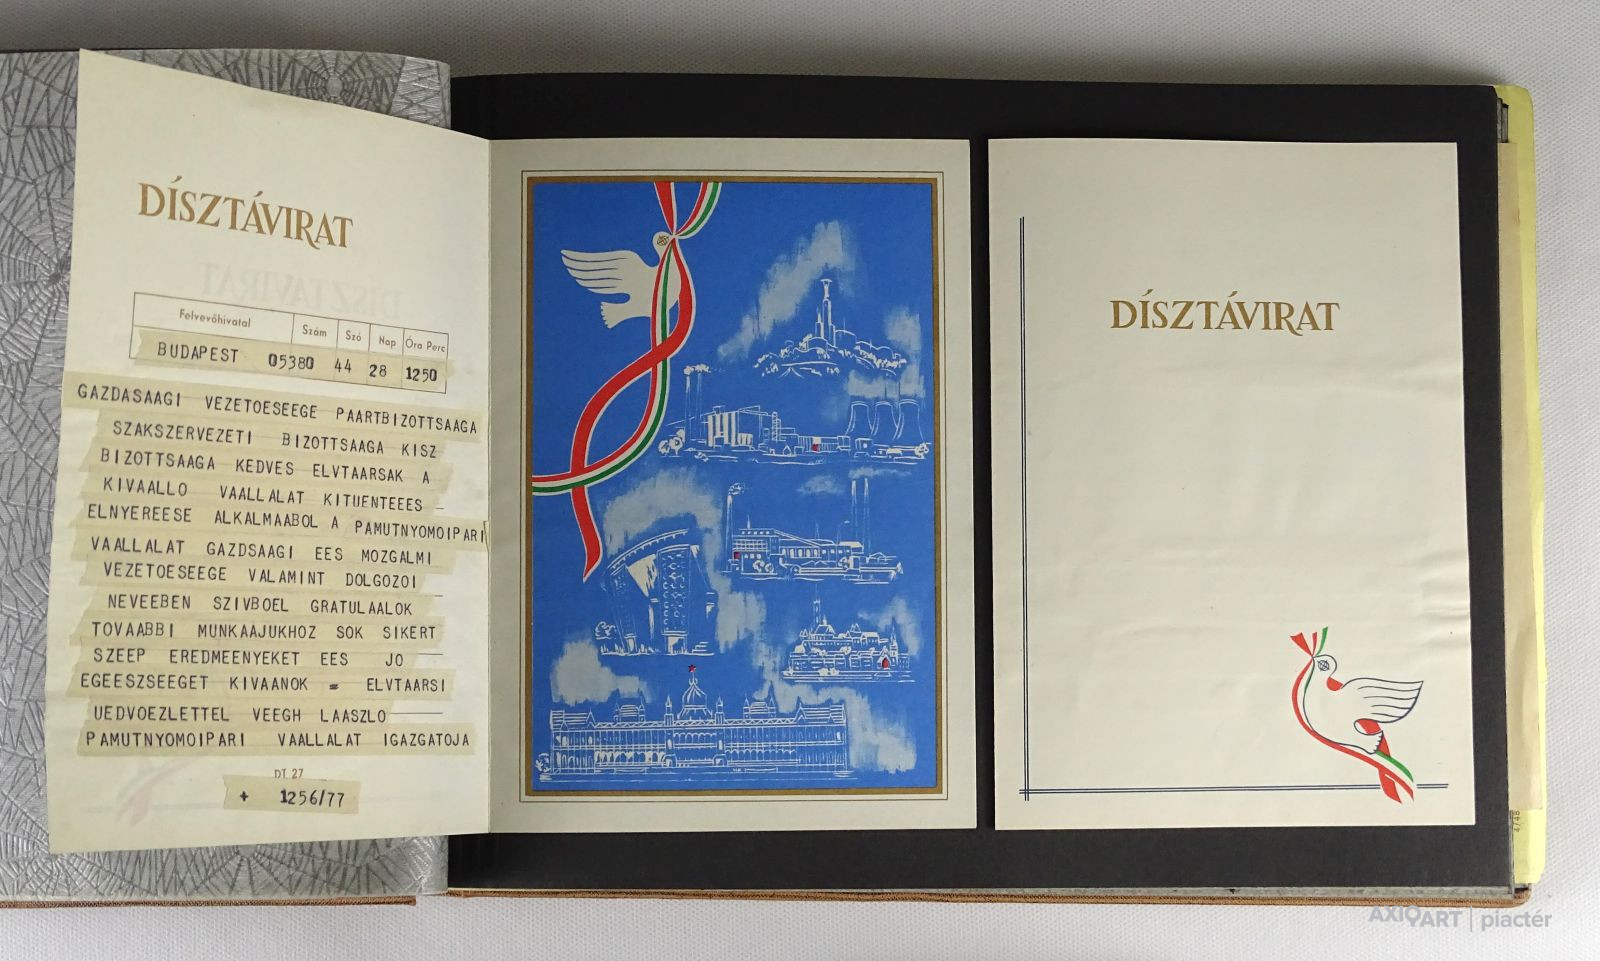 DÍSZTÁVIRAT
Felvevőhivatal Szám Szó Nap Óra Perc
BUDAPEST 05380 44 28 1250
GAZDASAAGI VEZETOESEEGE PAARTBIZOTTSAAGA
SZAKSZERVEZETI BIZOTTSAAGA KISZ
BIZOTTSAAGA KEDVES ELVTAARSAK A
KIVAALLO VAALLALAT KITUENTEEES
ELNYEREESE ALKALMAABOL A PAMUTNYOMOIPARI
VAALLALAT GAZDSAAGI EES MOZGALMI
VEZETOESEEGE VALAMINT DOLGOZOI
NEVEEBEN SZIVBOEL GRATULAALOK
TOVAABBI MUNKAAJUKHOZ SOK SIKERT
SZEEP EREDMEENYEKET EES JO
EGEESZSEEGET KIVAANOK = ELVTAARSI
UEDVOEZLETTEL VEEGH LAASZLO
PAMUTNYOMOIPARI VAALLALAT IGAZGATOJA
DT. 27
+ 1256/77
DÍSZTÁVIRAT
4/48
AXIOART | piactér